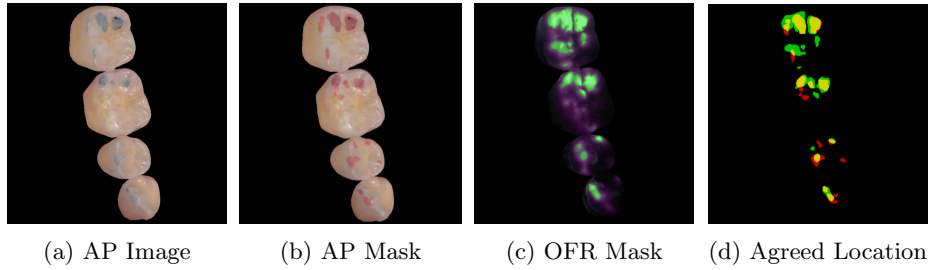 (a) AP Image
(b) AP Mask
(c) OFR Mask
(d) Agreed Location